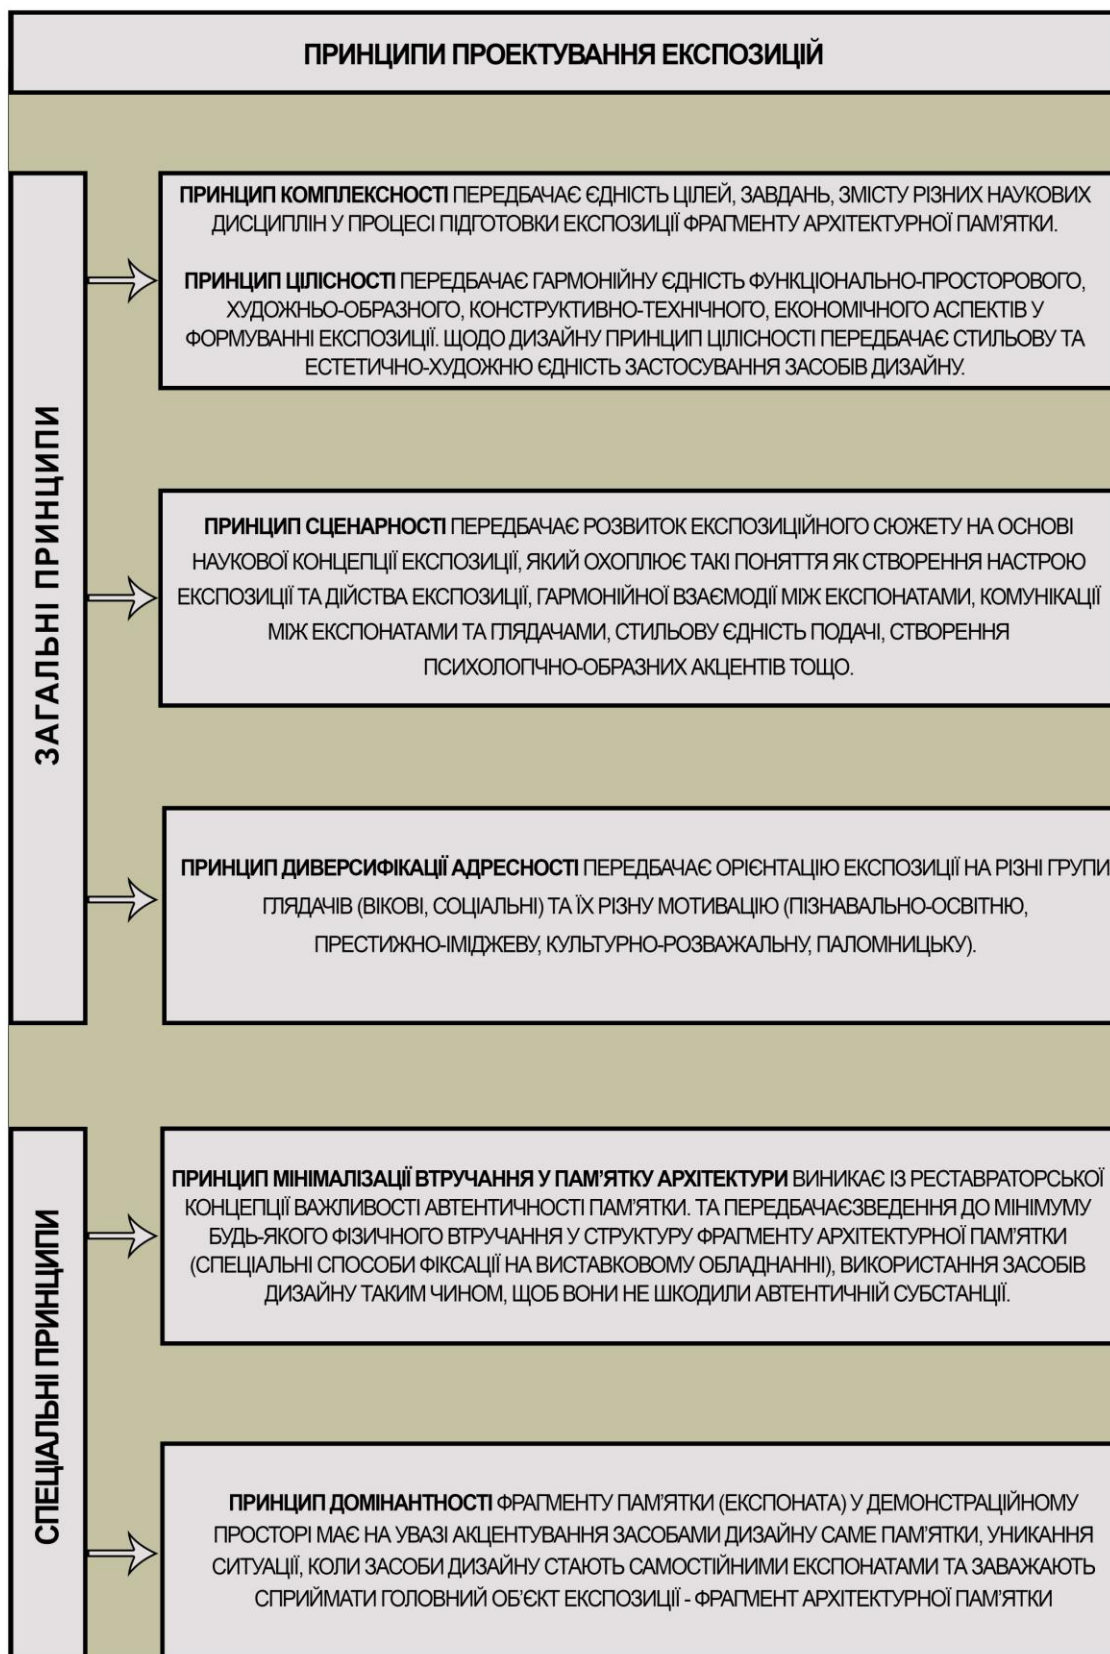 ПРИНЦИПИ ПРОЕКТУВАННЯ ЕКСПОЗИЦІЙ
ЗАГАЛЬНІ ПРИНЦИПИ
ПРИНЦИП КОМПЛЕКСНОСТІ ПЕРЕДБАЧАЄ ЄДНІСТЬ ЦІЛЕЙ, ЗАВДАНЬ, ЗМІСТУ РІЗНИХ НАУКОВИХ
ДИСЦИПЛІН У ПРОЦЕСІ ПІДГОТОВКИ ЕКСПОЗИЦІЇ ФРАГМЕНТУ АРХІТЕКТУРНОЇ ПАМ'ЯТКИ.
ПРИНЦИП ЦІЛІСНОСТІ ПЕРЕДБАЧАЄ ГАРМОНІЙНУ ЄДНІСТЬ ФУНКЦІОНАЛЬНО-ПРОСТОРОВОГО,
ХУДОЖНЬО-ОБРАЗНОГО, КОНСТРУКТИВНО-ТЕХНІЧНОГО, ЕКОНОМІЧНОГО АСПЕКТІВ У
ФОРМУВАННІ ЕКСПОЗИЦІЇ. ЩОДО ДИЗАЙНУ ПРИНЦИП ЦІЛІСНОСТІ ПЕРЕДБАЧАЄ СТИЛЬОВУ ТА
ЕСТЕТИЧНО-ХУДОЖНЮ ЄДНІСТЬ ЗАСТОСУВАННЯ ЗАСОБІВ ДИЗАЙНУ.
ПРИНЦИП СЦЕНАРНОСТІ ПЕРЕДБАЧАЄ РОЗВИТОК ЕКСПОЗИЦІЙНОГО СЮЖЕТУ НА ОСНОВІ
НАУКОВОЇ КОНЦЕПЦІЇ ЕКСПОЗИЦІЇ, ЯКИЙ ОХОПЛЮЄ ТАКІ ПОНЯТТЯ ЯК СТВОРЕННЯ НАСТРОЮ
ЕКСПОЗИЦІЇ ТА ДІЙСТВА ЕКСПОЗИЦІЇ, ГАРМОНІЙНОЇ ВЗАЄМОДІЇ МІЖ ЕКСПОНАТАМИ, КОМУНІКАЦІЇ
МІЖ ЕКСПОНАТАМИ ТА ГЛЯДАЧАМИ, СТИЛЬОВУ ЄДНІСТЬ ПОДАЧІ, СТВОРЕННЯ
ПСИХОЛОГІЧНО-ОБРАЗНИХ АКЦЕНТІВ ТОЩО.
ПРИНЦИП ДИВЕРСИФІКАЦІЇ АДРЕСНОСТІ ПЕРЕДБАЧАЄ ОРІЄНТАЦІЮ ЕКСПОЗИЦІЇ НА РІЗНІ ГРУПИ
ГЛЯДАЧІВ (ВІКОВІ, СОЦІАЛЬНІ) ТА ЇХ РІЗНУ МОТИВАЦІЮ (ПІЗНАВАЛЬНО-ОСВІТНЮ,
ПРЕСТИЖНО-ІМІДЖЕВУ, КУЛЬТУРНО-РОЗВАЖАЛЬНУ, ПАЛОМНИЦЬКУ).
СПЕЦІАЛЬНІ ПРИНЦИПИ
ПРИНЦИП МІНІМАЛІЗАЦІЇ ВТРУЧАННЯ У ПАМ'ЯТКУ АРХІТЕКТУРИ ВИНИКАЄ ІЗ РЕСТАВРАТОРСЬКОЇ
КОНЦЕПЦІЇ ВАЖЛИВОСТІ АВТЕНТИЧНОСТІ ПАМ'ЯТКИ. ТА ПЕРЕДБАЧАЄЗВЕДЕННЯ ДО МІНІМУМУ
БУДЬ-ЯКОГО ФІЗИЧНОГО ВТРУЧАННЯ У СТРУКТУРУ ФРАГМЕНТУ АРХІТЕКТУРНОЇ ПАМ'ЯТКИ
(СПЕЦІАЛЬНІ СПОСОБИ ФІКСАЦІЇ НА ВИСТАВКОВОМУ ОБЛАДНАННІ), ВИКОРИСТАННЯ ЗАСОБІВ
ДИЗАЙНУ ТАКИМ ЧИНОМ, ЩОБ ВОНИ НЕ ШКОДИЛИ АВТЕНТИЧНІЙ СУБСТАНЦІЇ.
ПРИНЦИП ДОМІНАНТНОСТІ ФРАГМЕНТУ ПАМ'ЯТКИ (ЕКСПОНАТА) У ДЕМОНСТРАЦІЙНОМУ
ПРОСТОРІ МАЄ НА УВАЗІ АКЦЕНТУВАННЯ ЗАСОБАМИ ДИЗАЙНУ САМЕ ПАМ'ЯТКИ, УНИКАННЯ
СИТУАЦІЇ, КОЛИ ЗАСОБИ ДИЗАЙНУ СТАЮТЬ САМОСТІЙНИМИ ЕКСПОНАТАМИ ТА ЗАВАЖАЮТЬ
СПРИЙМАТИ ГОЛОВНИЙ ОБ'ЄКТ ЕКСПОЗИЦІЇ - ФРАГМЕНТ АРХІТЕКТУРНОЇ ПАМ'ЯТКИ